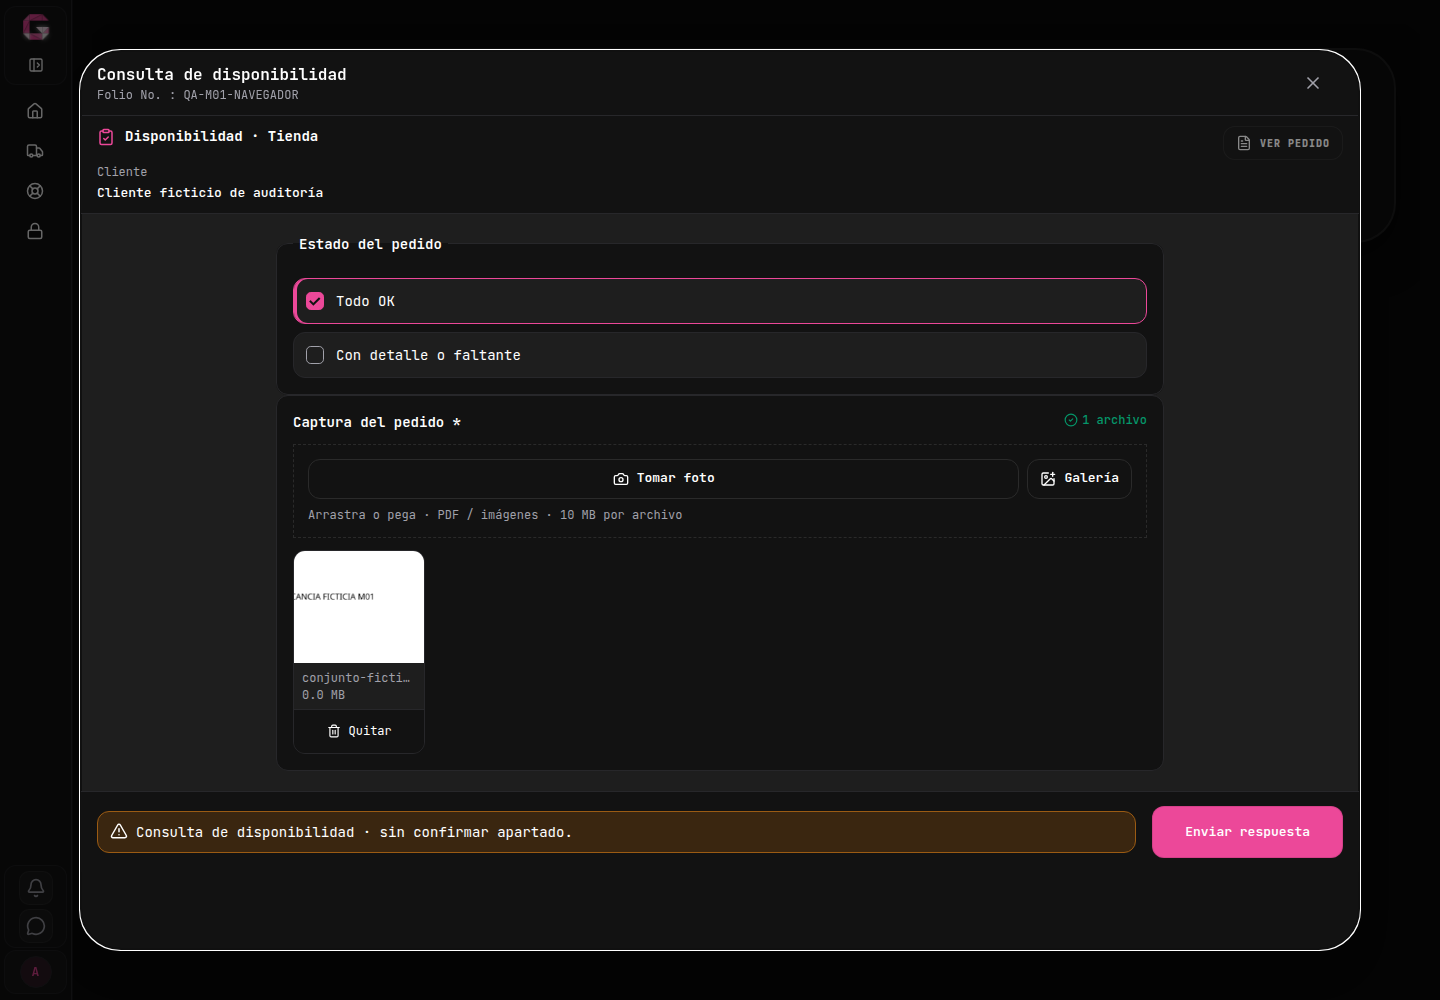 Consulta de disponibilidad
Folio No. : QA-M01-NAVEGADOR
Disponibilidad · Tienda
VER PEDIDO
Cliente
Cliente ficticio de auditoría
Estado del pedido
Todo OK
Con detalle o faltante
Captura del pedido *
1 archivo
Tomar foto
Galería
Arrastra o pega · PDF / imágenes · 10 MB por archivo
FICTICIA M01
conjunto-ficti…
0.0 MB
Quitar
Consulta de disponibilidad · sin confirmar apartado.
Enviar respuesta
A